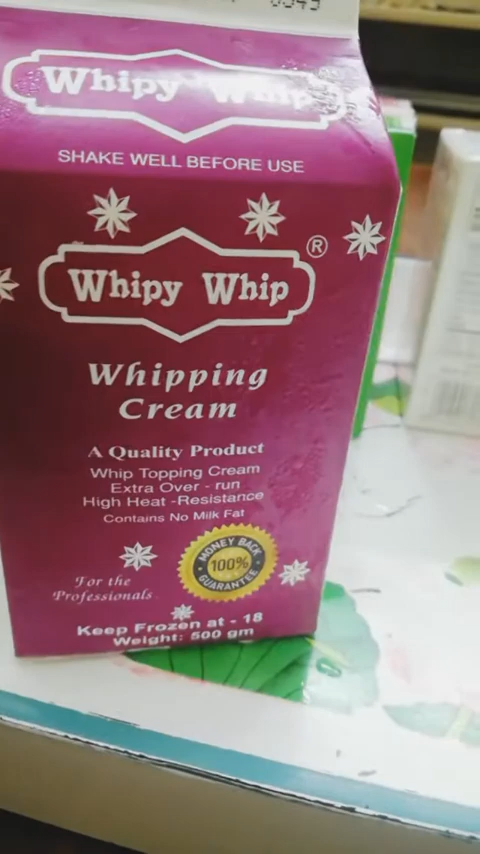 Whipy Whip
SHAKE WELL BEFORE USE
Whipy Whip ®
Whipping
Cream
A Quality Product
Whip Topping Cream
Extra Over - run
High Heat -Resistance
Contains No Milk Fat
MONEY BACK
100%
GUARANTEE
For the
Professionals
Keep Frozen at - 18
Weight: 500 gm